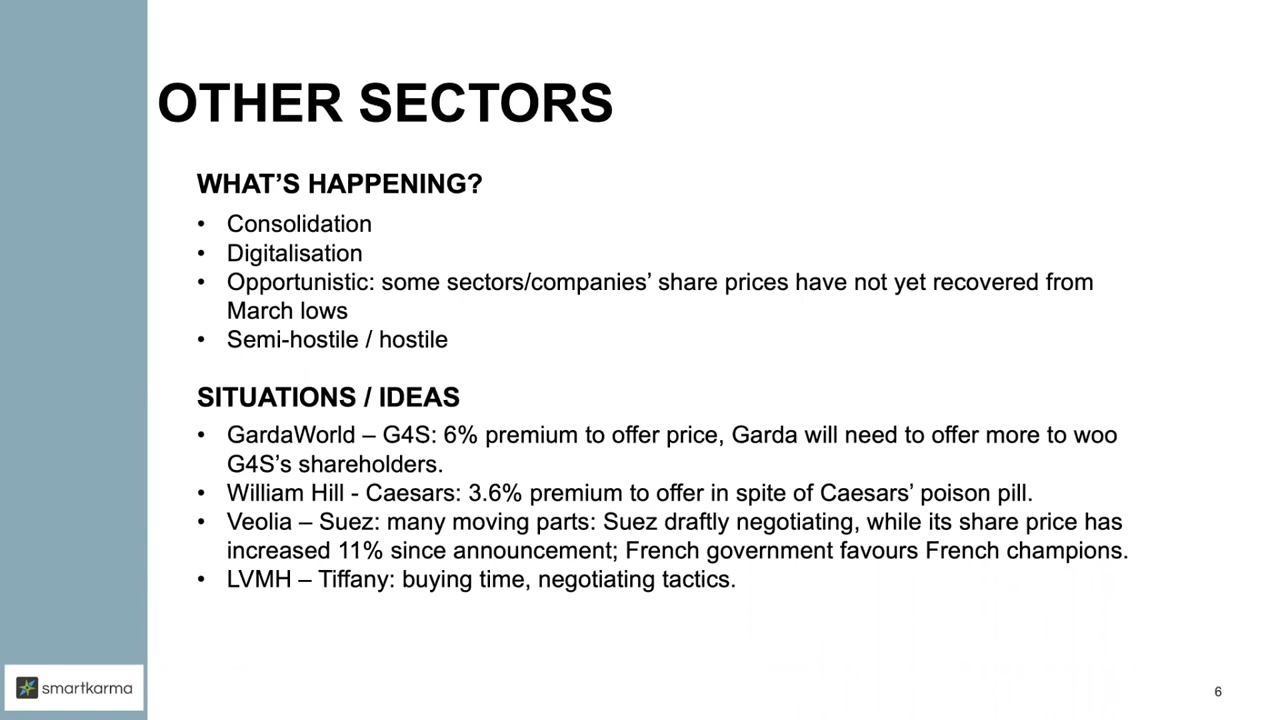 OTHER SECTORS
WHAT’S HAPPENING?
• Consolidation
• Digitalisation
• Opportunistic: some sectors/companies’ share prices have not yet recovered from
March lows
• Semi-hostile / hostile
SITUATIONS / IDEAS
• GardaWorld – G4S: 6% premium to offer price, Garda will need to offer more to woo
G4S’s shareholders.
• William Hill - Caesars: 3.6% premium to offer in spite of Caesars’ poison pill.
• Veolia – Suez: many moving parts: Suez draftly negotiating, while its share price has
increased 11% since announcement; French government favours French champions.
• LVMH – Tiffany: buying time, negotiating tactics.
smartkarma
6